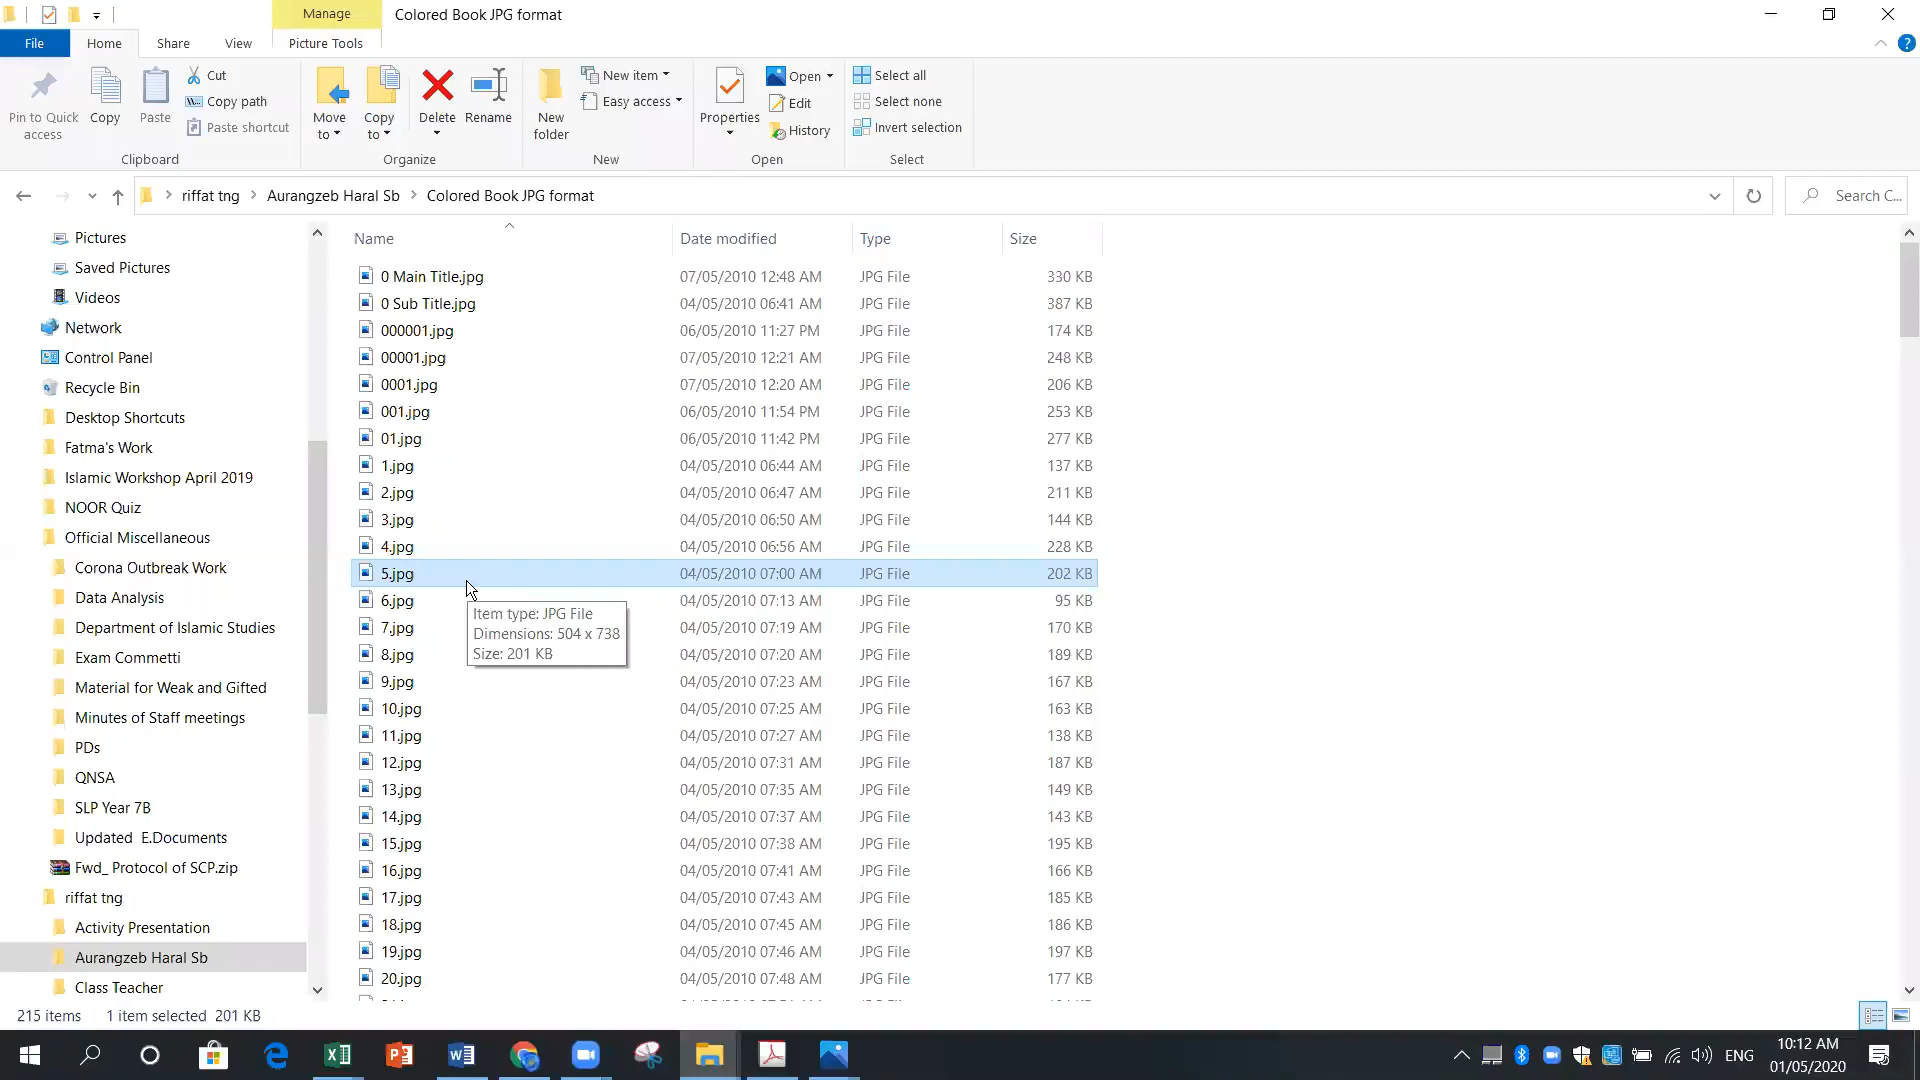 Manage
Colored Book JPG format
File
Home
Share
View
Picture Tools
Pin to Quick access
Copy
Paste
Cut
Copy path
Paste shortcut
Clipboard
Move to
Copy to
Delete
Rename
Organize
New folder
New item
Easy access
New
Properties
Open
Edit
History
Open
Select all
Select none
Invert selection
Select
riffat tng > Aurangzeb Haral Sb > Colored Book JPG format
Search C...
Pictures
Saved Pictures
Videos
Network
Control Panel
Recycle Bin
Desktop Shortcuts
Fatma's Work
Islamic Workshop April 2019
NOOR Quiz
Official Miscellaneous
Corona Outbreak Work
Data Analysis
Department of Islamic Studies
Exam Commetti
Material for Weak and Gifted
Minutes of Staff meetings
PDs
QNSA
SLP Year 7B
Updated E.Documents
Fwd_ Protocol of SCP.zip
riffat tng
Activity Presentation
Aurangzeb Haral Sb
Class Teacher
Name Date modified Type Size
0 Main Title.jpg 07/05/2010 12:48 AM JPG File 330 KB
0 Sub Title.jpg 04/05/2010 06:41 AM JPG File 387 KB
000001.jpg 06/05/2010 11:27 PM JPG File 174 KB
00001.jpg 07/05/2010 12:21 AM JPG File 248 KB
0001.jpg 07/05/2010 12:20 AM JPG File 206 KB
001.jpg 06/05/2010 11:54 PM JPG File 253 KB
01.jpg 06/05/2010 11:42 PM JPG File 277 KB
1.jpg 04/05/2010 06:44 AM JPG File 137 KB
2.jpg 04/05/2010 06:47 AM JPG File 211 KB
3.jpg 04/05/2010 06:50 AM JPG File 144 KB
4.jpg 04/05/2010 06:56 AM JPG File 228 KB
5.jpg 04/05/2010 07:00 AM JPG File 202 KB
6.jpg 04/05/2010 07:13 AM JPG File 95 KB
7.jpg 04/05/2010 07:19 AM JPG File 170 KB
8.jpg 04/05/2010 07:20 AM JPG File 189 KB
9.jpg 04/05/2010 07:23 AM JPG File 167 KB
10.jpg 04/05/2010 07:25 AM JPG File 163 KB
11.jpg 04/05/2010 07:27 AM JPG File 138 KB
12.jpg 04/05/2010 07:31 AM JPG File 187 KB
13.jpg 04/05/2010 07:35 AM JPG File 149 KB
14.jpg 04/05/2010 07:37 AM JPG File 143 KB
15.jpg 04/05/2010 07:38 AM JPG File 195 KB
16.jpg 04/05/2010 07:41 AM JPG File 166 KB
17.jpg 04/05/2010 07:43 AM JPG File 185 KB
18.jpg 04/05/2010 07:45 AM JPG File 186 KB
19.jpg 04/05/2010 07:46 AM JPG File 197 KB
20.jpg 04/05/2010 07:48 AM JPG File 177 KB
Item type: JPG File
Dimensions: 504 x 738
Size: 201 KB
215 items 1 item selected 201 KB
ENG
10:12 AM
01/05/2020